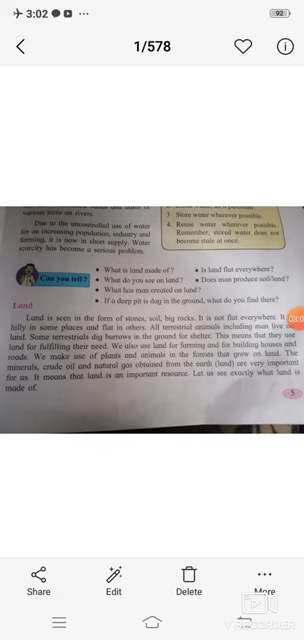 3:02
92
1/578
various sizes on rivers.
Due to the uncontrolled use of water
for an increasing population, industry and
farming, it is now in short supply. Water
scarcity has become a serious problem.
3. Store water wherever possible.
4. Reuse water wherever possible.
Remember, stored water does not
become stale at once.
Can you tell?
• What is land made of ?
• Is land flat everywhere?
• What do you see on land?
• Does man produce soil/land?
• What has man created on land?
• If a deep pit is dug in the ground, what do you find there?
Land
Land is seen in the form of stones, soil, big rocks. It is not flat everywhere. It
hilly in some places and flat in others. All terrestrial animals including man live
land. Some terrestrials dig burrows in the ground for shelter. This means that they use
land for fulfilling their need. We also use land for farming and for building houses and
roads. We make use of plants and animals in the forests that grow on land. The
minerals, crude oil and natural gas obtained from the earth (land) are very important
for us. It means that land is an important resource. Let us see exactly what land is
made of.
5
Share
Edit
Delete
More
V RECORDER